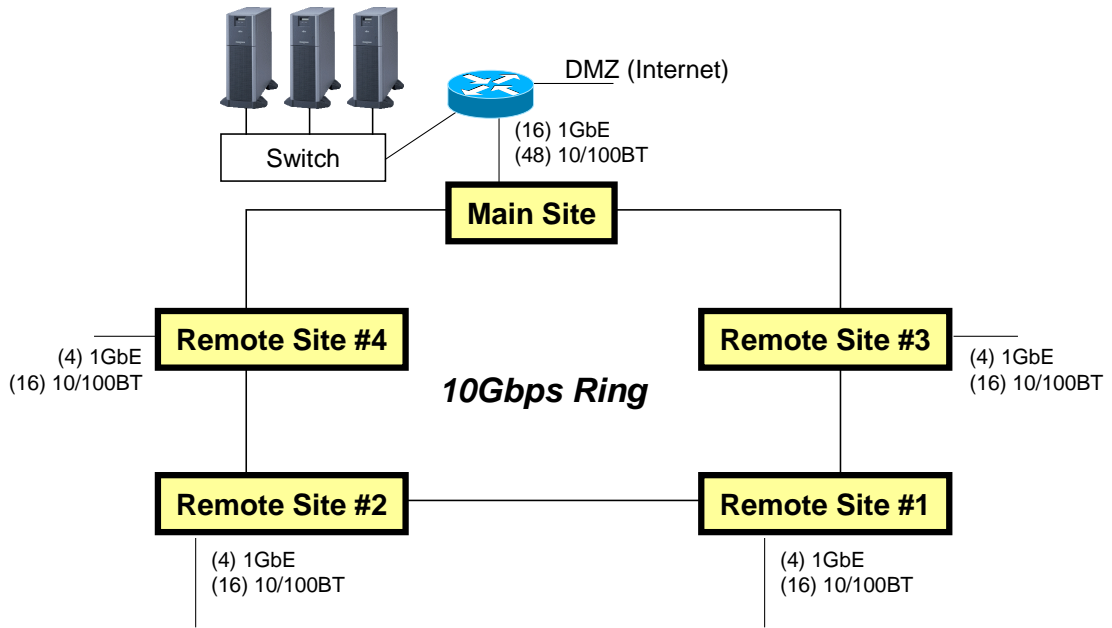 DMZ (Internet)
(16) 1GbE
(48) 10/100BT
Switch
Main Site
Remote Site #4
(4) 1GbE
(16) 10/100BT
Remote Site #3
(4) 1GbE
(16) 10/100BT
10Gbps Ring
Remote Site #2
(4) 1GbE
(16) 10/100BT
Remote Site #1
(4) 1GbE
(16) 10/100BT